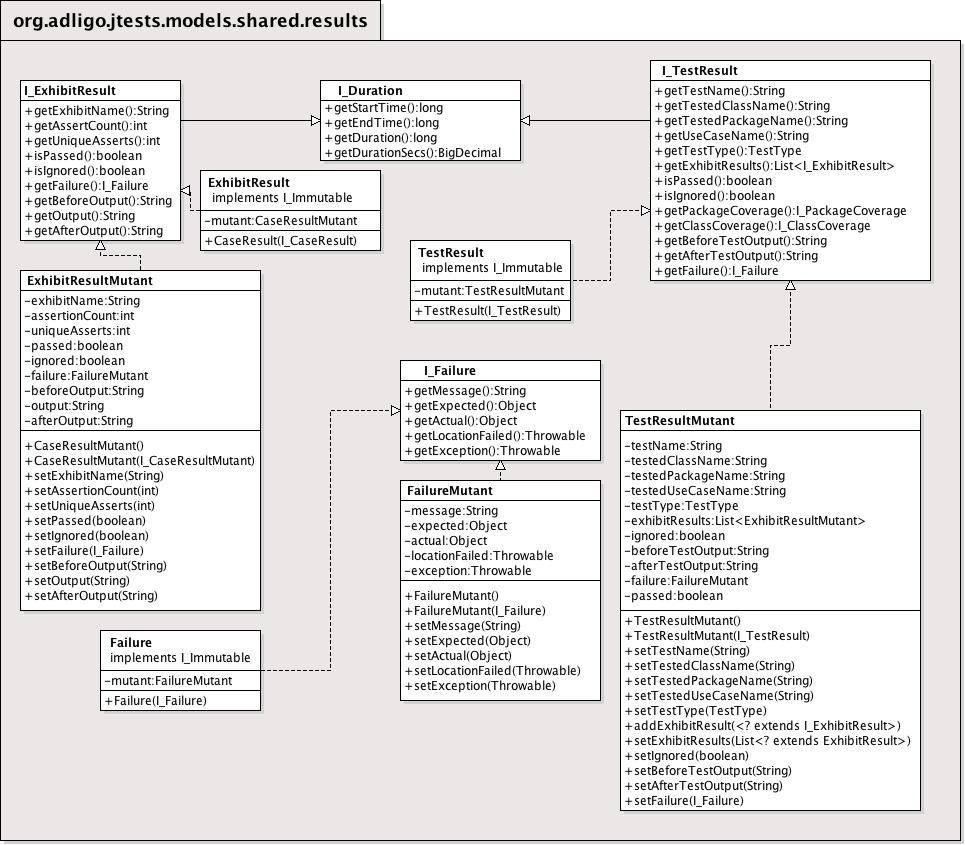 org.adligo.jtests.models.shared.results
I_ExhibitResult
+getExhibitName():String
+getAssertCount():int
+getUniqueAsserts():int
+isPassed():boolean
+isIgnored():boolean
+getFailure():I_Failure
+getBeforeOutput():String
+getOutput():String
+getAfterOutput():String
I_Duration
+getStartTime():long
+getEndTime():long
+getDuration():long
+getDurationSecs():BigDecimal
I_TestResult
+getTestName():String
+getTestedClassName():String
+getTestedPackageName():String
+getUseCaseName():String
+getTestType():TestType
+getExhibitResults():List<I_ExhibitResult>
+isPassed():boolean
+isIgnored():boolean
+getPackageCoverage():I_PackageCoverage
+getClassCoverage():I_ClassCoverage
+getBeforeTestOutput():String
+getAfterTestOutput():String
+getFailure():I_Failure
ExhibitResult
implements I_Immutable
-mutant:CaseResultMutant
+CaseResult(I_CaseResult)
TestResult
implements I_Immutable
-mutant:TestResultMutant
+TestResult(I_TestResult)
ExhibitResultMutant
-exhibitName:String
-assertionCount:int
-uniqueAsserts:int
-passed:boolean
-ignored:boolean
-failure:FailureMutant
-beforeOutput:String
-output:String
-afterOutput:String
+CaseResultMutant()
+CaseResultMutant(I_CaseResultMutant)
+setExhibitName(String)
+setAssertionCount(int)
+setUniqueAsserts(int)
+setPassed(boolean)
+setIgnored(boolean)
+setFailure(I_Failure)
+setBeforeOutput(String)
+setOutput(String)
+setAfterOutput(String)
I_Failure
+getMessage():String
+getExpected():Object
+getActual():Object
+getLocationFailed():Throwable
+getException():Throwable
FailureMutant
-message:String
-expected:Object
-actual:Object
-locationFailed:Throwable
-exception:Throwable
+FailureMutant()
+FailureMutant(I_Failure)
+setMessage(String)
+setExpected(Object)
+setActual(Object)
+setLocationFailed(Throwable)
+setException(Throwable)
TestResultMutant
-testName:String
-testedClassName:String
-testedPackageName:String
-testedUseCaseName:String
-testType:TestType
-exhibitResults:List<ExhibitResultMutant>
-ignored:boolean
-beforeTestOutput:String
-afterTestOutput:String
-failure:FailureMutant
-passed:boolean
+TestResultMutant()
+TestResultMutant(I_TestResult)
+setTestName(String)
+setTestedClassName(String)
+setTestedPackageName(String)
+setTestedUseCaseName(String)
+setTestType(TestType)
+addExhibitResult(<? extends I_ExhibitResult>)
+setExhibitResults(List<? extends ExhibitResult>)
+setIgnored(boolean)
+setBeforeTestOutput(String)
+setAfterTestOutput(String)
+setFailure(I_Failure)
Failure
implements I_Immutable
-mutant:FailureMutant
+Failure(I_Failure)